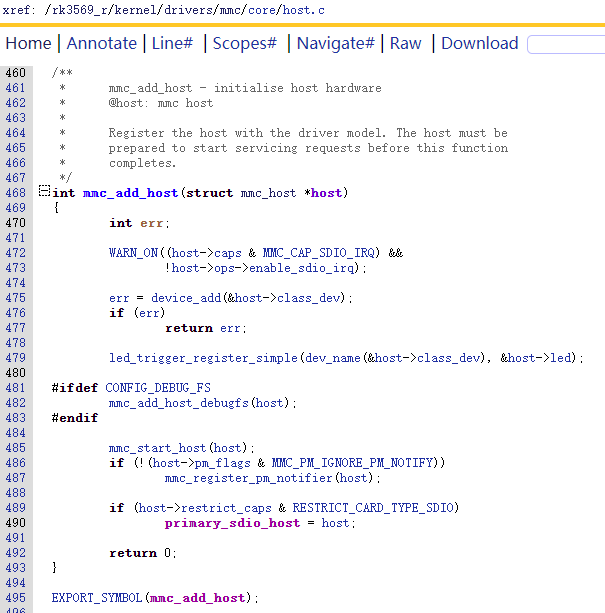 xref: /rk3569_r/kernel/drivers/mmc/core/host.c
Home | Annotate | Line# | Scopes# | Navigate# | Raw | Download
460 /**
461 * mmc_add_host - initialise host hardware
462 * @host: mmc host
463 *
464 * Register the host with the driver model. The host must be
465 * prepared to start servicing requests before this function
466 * completes.
467 */
468 int mmc_add_host(struct mmc_host *host)
469 {
470 int err;
471
472 WARN_ON((host->caps & MMC_CAP_SDIO_IRQ) &&
473 !host->ops->enable_sdio_irq);
474
475 err = device_add(&host->class_dev);
476 if (err)
477 return err;
478
479 led_trigger_register_simple(dev_name(&host->class_dev), &host->led);
480
481 #ifdef CONFIG_DEBUG_FS
482 mmc_add_host_debugfs(host);
483 #endif
484
485 mmc_start_host(host);
486 if (!(host->pm_flags & MMC_PM_IGNORE_PM_NOTIFY))
487 mmc_register_pm_notifier(host);
488
489 if (host->restrict_caps & RESTRICT_CARD_TYPE_SDIO)
490 primary_sdio_host = host;
491
492 return 0;
493 }
494
495 EXPORT_SYMBOL(mmc_add_host);
496